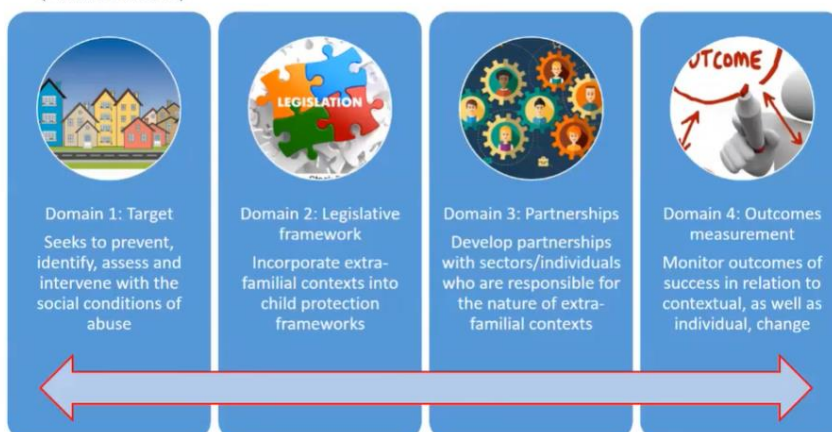 Domain 1: Target
Seeks to prevent,
identify, assess and
intervene with the
social conditions of
abuse
LEGISLATION
Domain 2: Legislative
framework
Incorporate extra-
familial contexts into
child protection
frameworks
Domain 3: Partnerships
Develop partnerships
with sectors/individuals
who are responsible for
the nature of extra-
familial contexts
UTCOME
Domain 4: Outcomes
measurement
Monitor outcomes of
success in relation to
contextual, as well as
individual, change